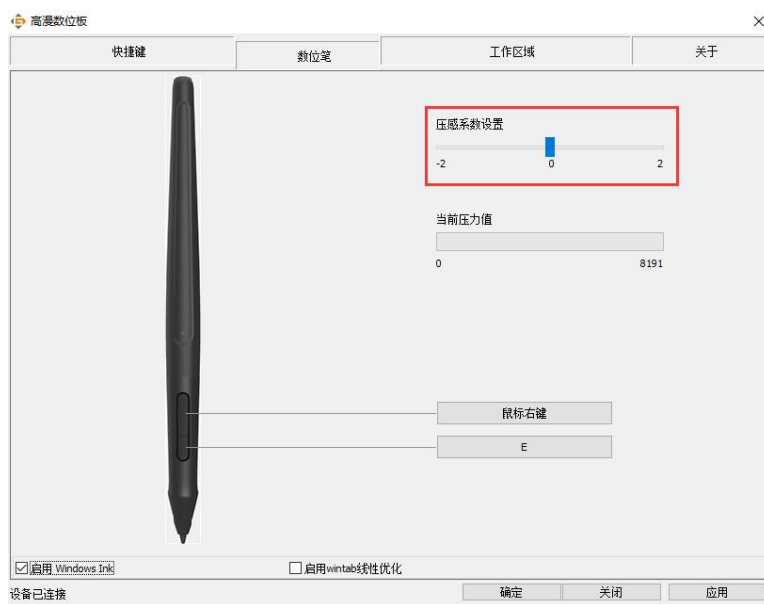 高漫数位板
快捷键 数位笔 工作区域 关于
压感系数设置
-2 0 2
当前压力值
0 8191
鼠标右键
E
启用 Windows Ink 启用wintab线性优化
设备已连接 确定 关闭 应用